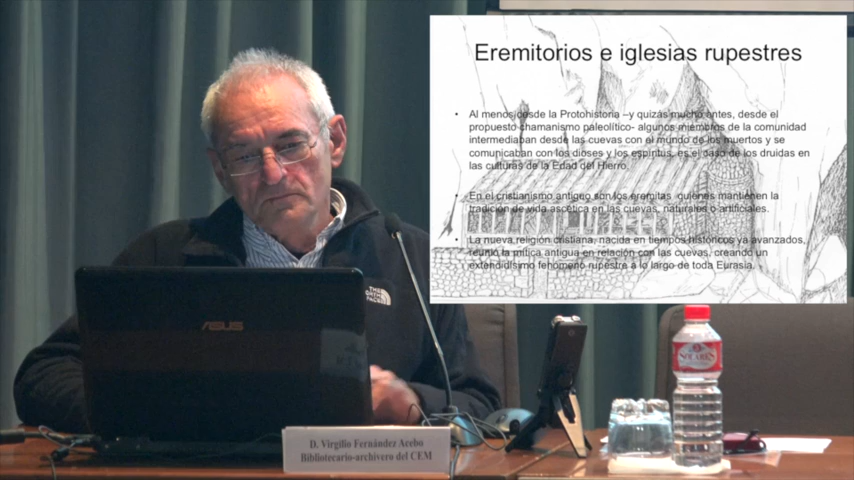 Eremitorios e iglesias rupestres
• Al menos desde la Protohistoria –y quizás mucho antes, desde el
propuesto chamanismo paleolítico- algunos miembros de la comunidad
intermediaban desde las cuevas con el mundo de los muertos y se
comunicaban con los dioses y los espíritus, es el caso de los druidas en
las culturas de la Edad del Hierro.
• En el cristianismo antiguo son los eremitas quienes mantienen la
tradición de vida ascética en las cuevas, naturales o artificiales.
• La nueva religión cristiana, nacida en tiempos históricos ya avanzados,
reunió la mítica antigua en relación con las cuevas, creando un
extendidísimo fenómeno rupestre a lo largo de toda Eurasia.
THE
NORTH
FACE
ASUS
SOLARES
D. Virgilio Fernández Acebo
Bibliotecario-archivero del CEM